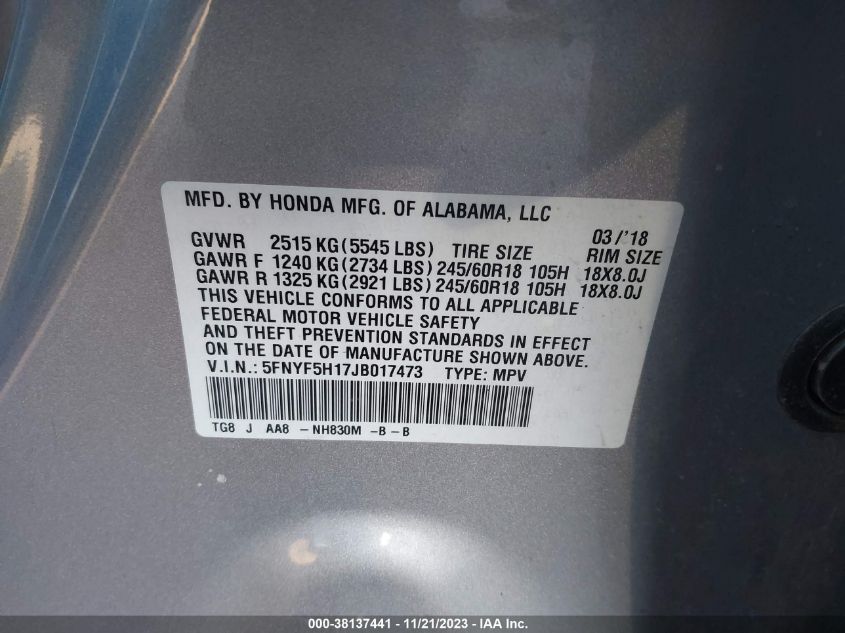 MFD. BY HONDA MFG. OF ALABAMA, LLC
03/'18
GVWR 2515 KG(5545 LBS) TIRE SIZE RIM SIZE
GAWR F 1240 KG(2734 LBS) 245/60R18 105H 18X8.0J
GAWR R 1325 KG(2921 LBS) 245/60R18 105H 18X8.0J
THIS VEHICLE CONFORMS TO ALL APPLICABLE
FEDERAL MOTOR VEHICLE SAFETY
AND THEFT PREVENTION STANDARDS IN EFFECT
ON THE DATE OF MANUFACTURE SHOWN ABOVE.
V.I.N.: 5FNYF5H17JB017473 TYPE: MPV
TG8 J AA8 - NH830M - B - B
000-38137441 - 11/21/2023 - IAA Inc.